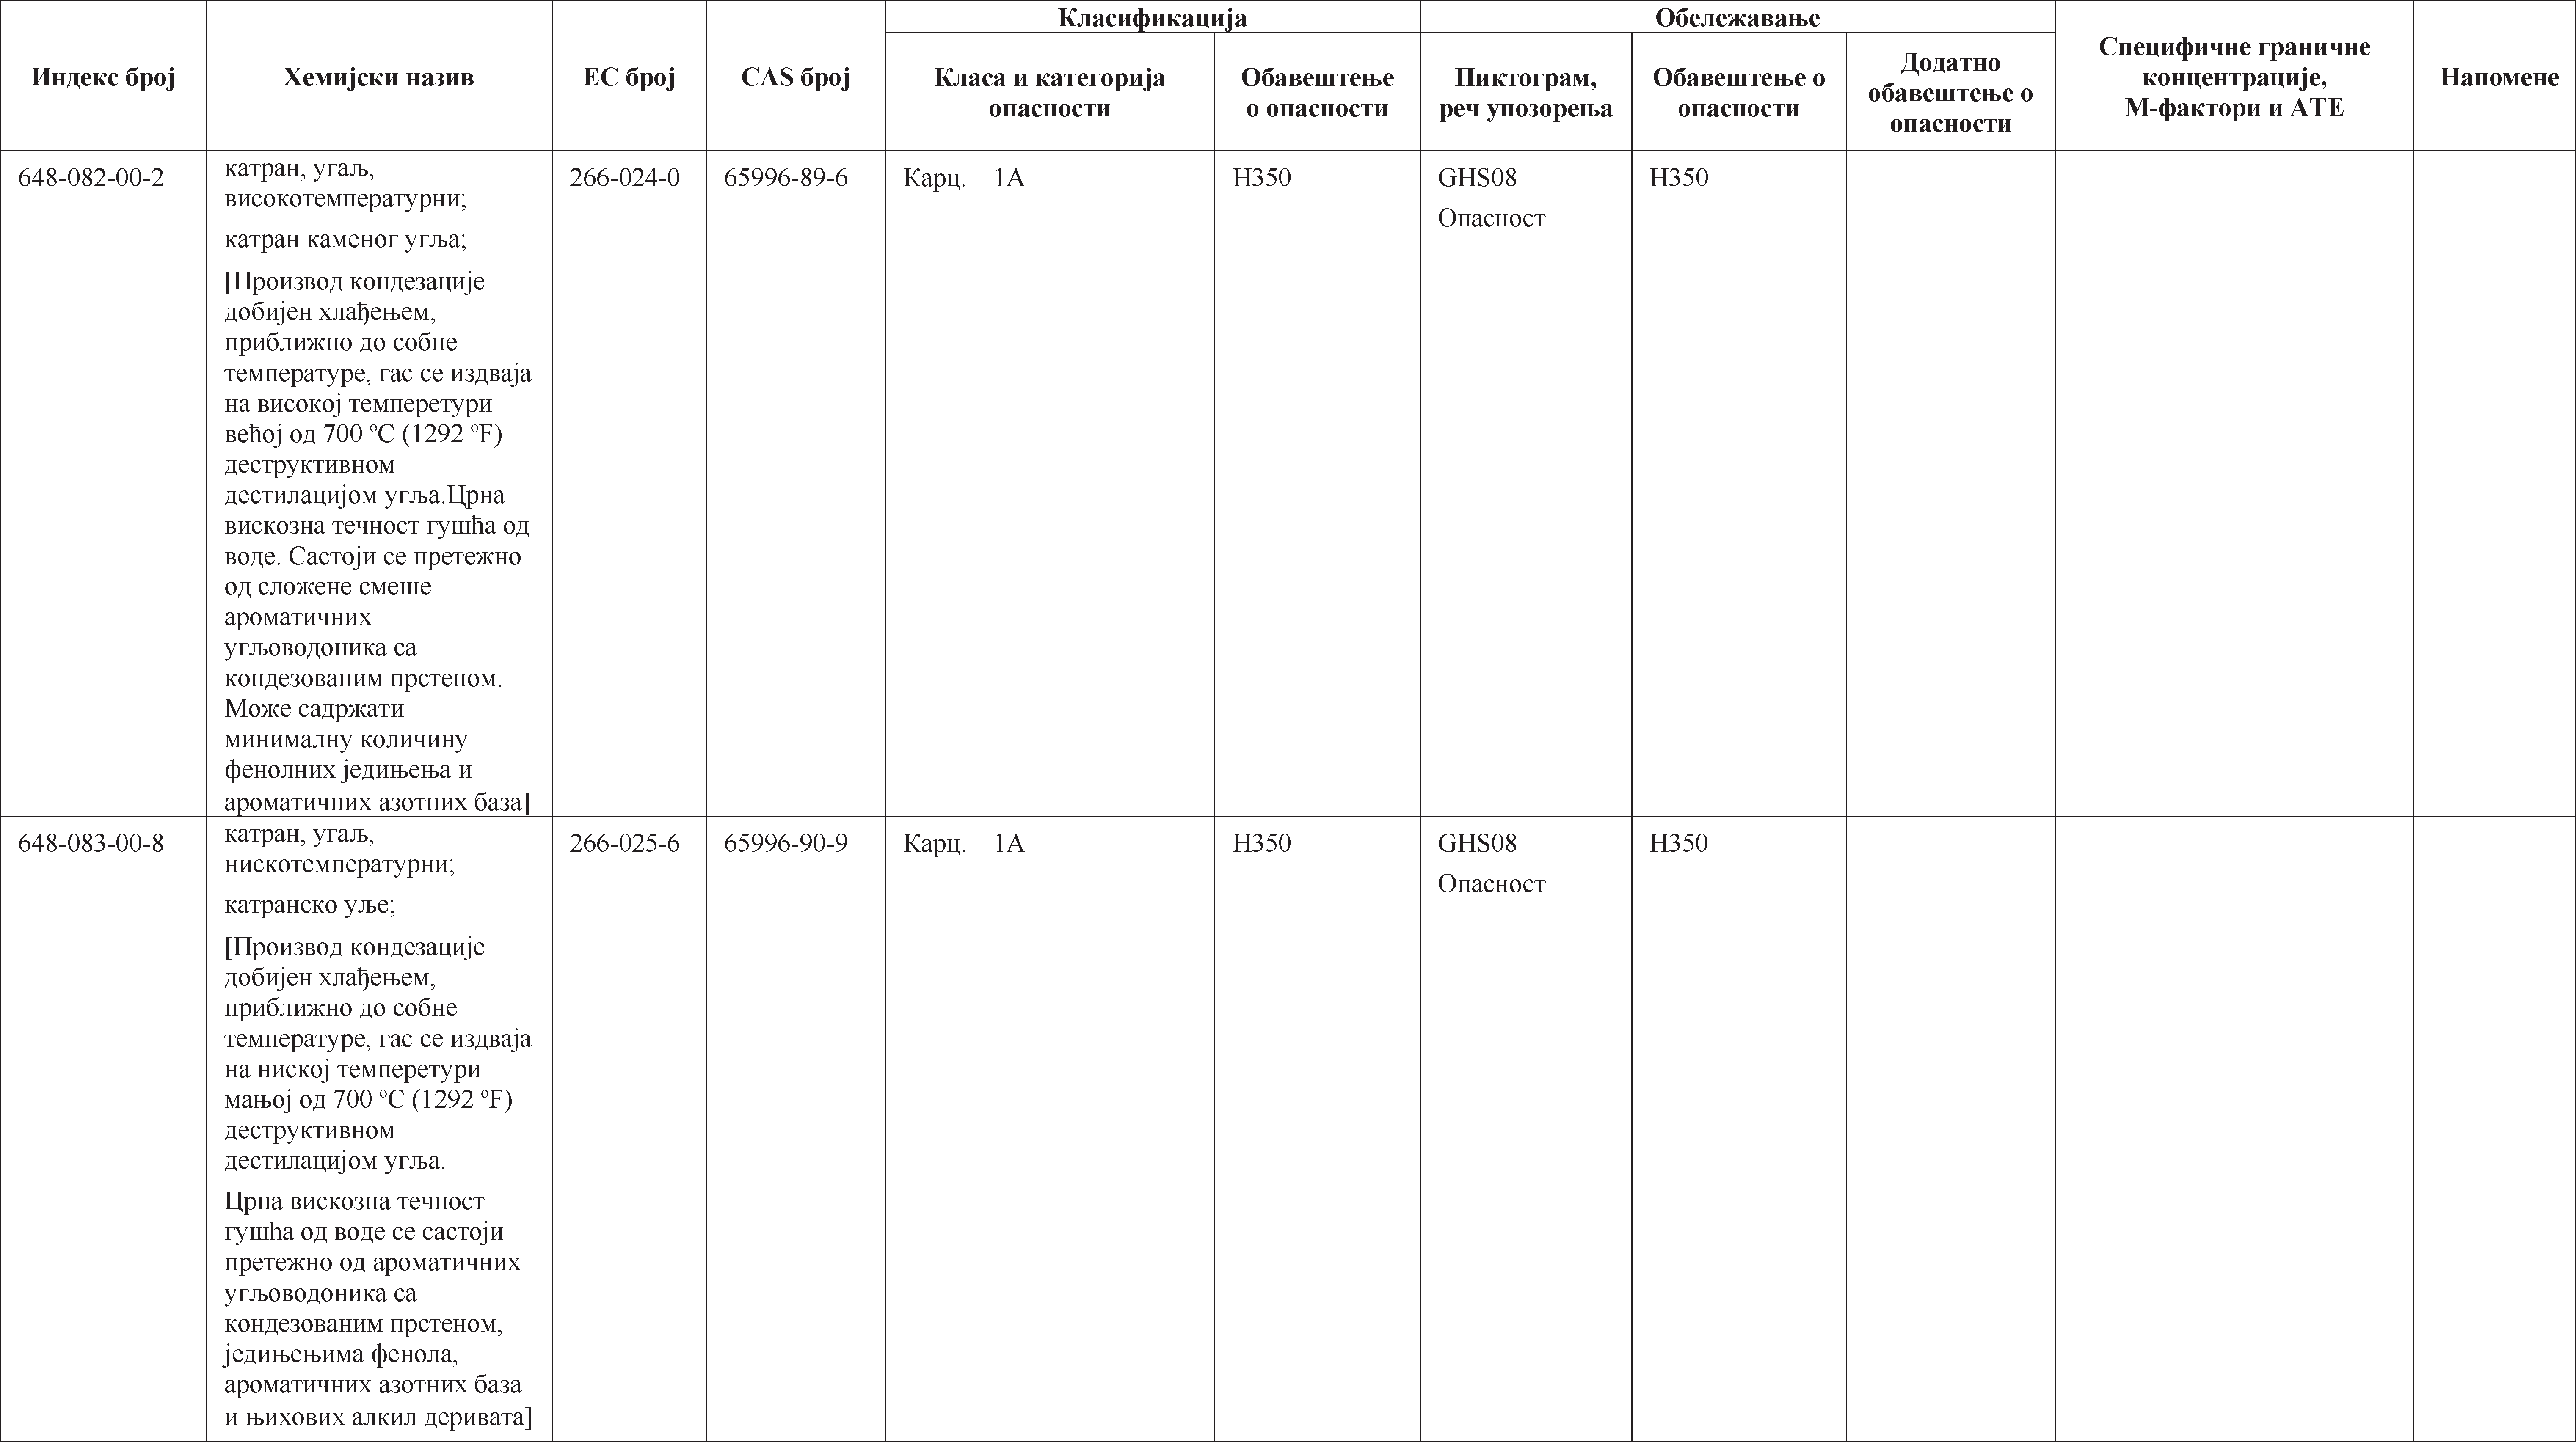 Индекс број
Хемијски назив
ЕС број
CAS број
Класификација
Класа и категорија
опасности
Обавештење
о опасности
Обележавање
Пиктограм,
реч упозорења
Обавештење о
опасности
Додатно
обавештење о
опасности
Специфичне граничне
концентрације,
М-фактори и АТЕ
Напомене
648-082-00-2
катран, угаљ,
високотемпературни;
катран каменог угља;
[Производ кондезације
добијен хлађењем,
приближно до собне
температуре, гас се издваја
на високој темперетури
већој од 700 ºC (1292 ºF)
деструктивном
дестилацијом угља.Црна
вискозна течност гушћа од
воде. Састоји се претежно
од сложене смеше
ароматичних
угљоводоника са
кондезованим прстеном.
Може садржати
минималну количину
фенолних једињења и
ароматичних азотних база]
266-024-0
65996-89-6
Карц. 1А
H350
GHS08
Опасност
H350
648-083-00-8
катран, угаљ,
нискотемпературни;
катранско уље;
[Производ кондезације
добијен хлађењем,
приближно до собне
температуре, гас се издваја
на ниској темперетури
мањој од 700 ºC (1292 ºF)
деструктивном
дестилацијом угља.
Црна вискозна течност
гушћа од воде се састоји
претежно од ароматичних
угљоводоника са
кондезованим прстеном,
једињењима фенола,
ароматичних азотних база
и њихових алкил деривата]
266-025-6
65996-90-9
Карц. 1А
H350
GHS08
Опасност
H350